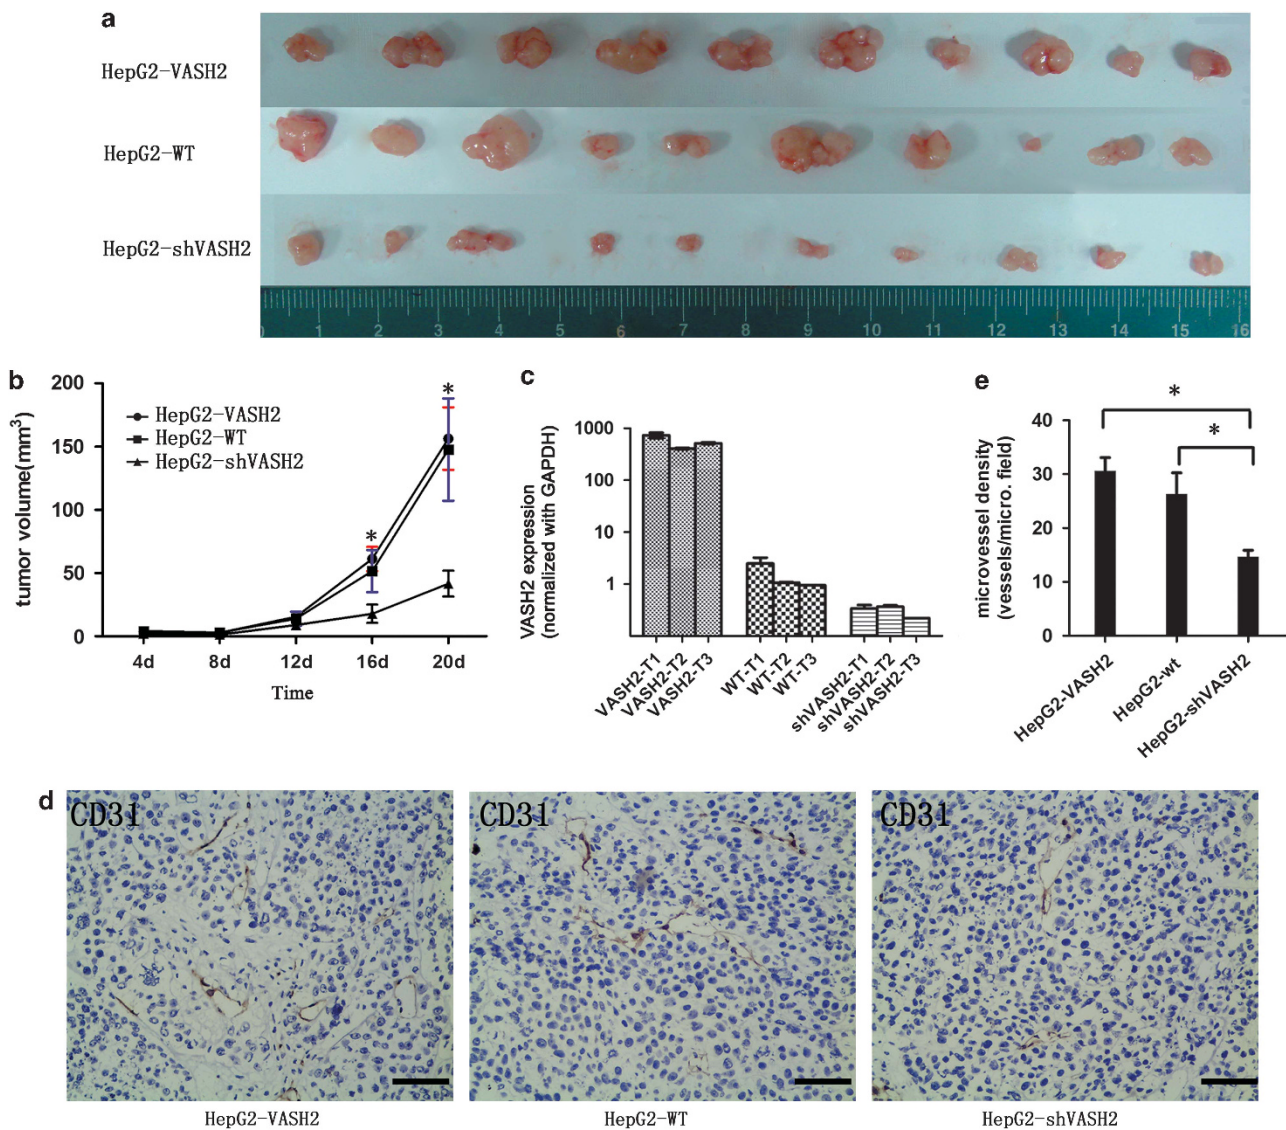 a
HepG2-VASH2
HepG2-WT
HepG2-shVASH2
0 1 2 3 4 5 6 7 8 9 10 11 12 13 14 15 16
b
200
150
100
50
0
tumor volume(mm³)
HepG2-VASH2
HepG2-WT
HepG2-shVASH2
*
*
4d 8d 12d 16d 20d
Time
c
VASH2 expression
(normalized with GAPDH)
1000
100
10
1
VASH2-T1
VASH2-T2
VASH2-T3
WT-T1
WT-T2
WT-T3
shVASH2-T1
shVASH2-T2
shVASH2-T3
e
microvessel density
(vessels/micro. field)
40
30
20
10
0
*
*
HepG2-VASH2
HepG2-wt
HepG2-shVASH2
d
CD31
CD31
CD31
HepG2-VASH2
HepG2-WT
HepG2-shVASH2